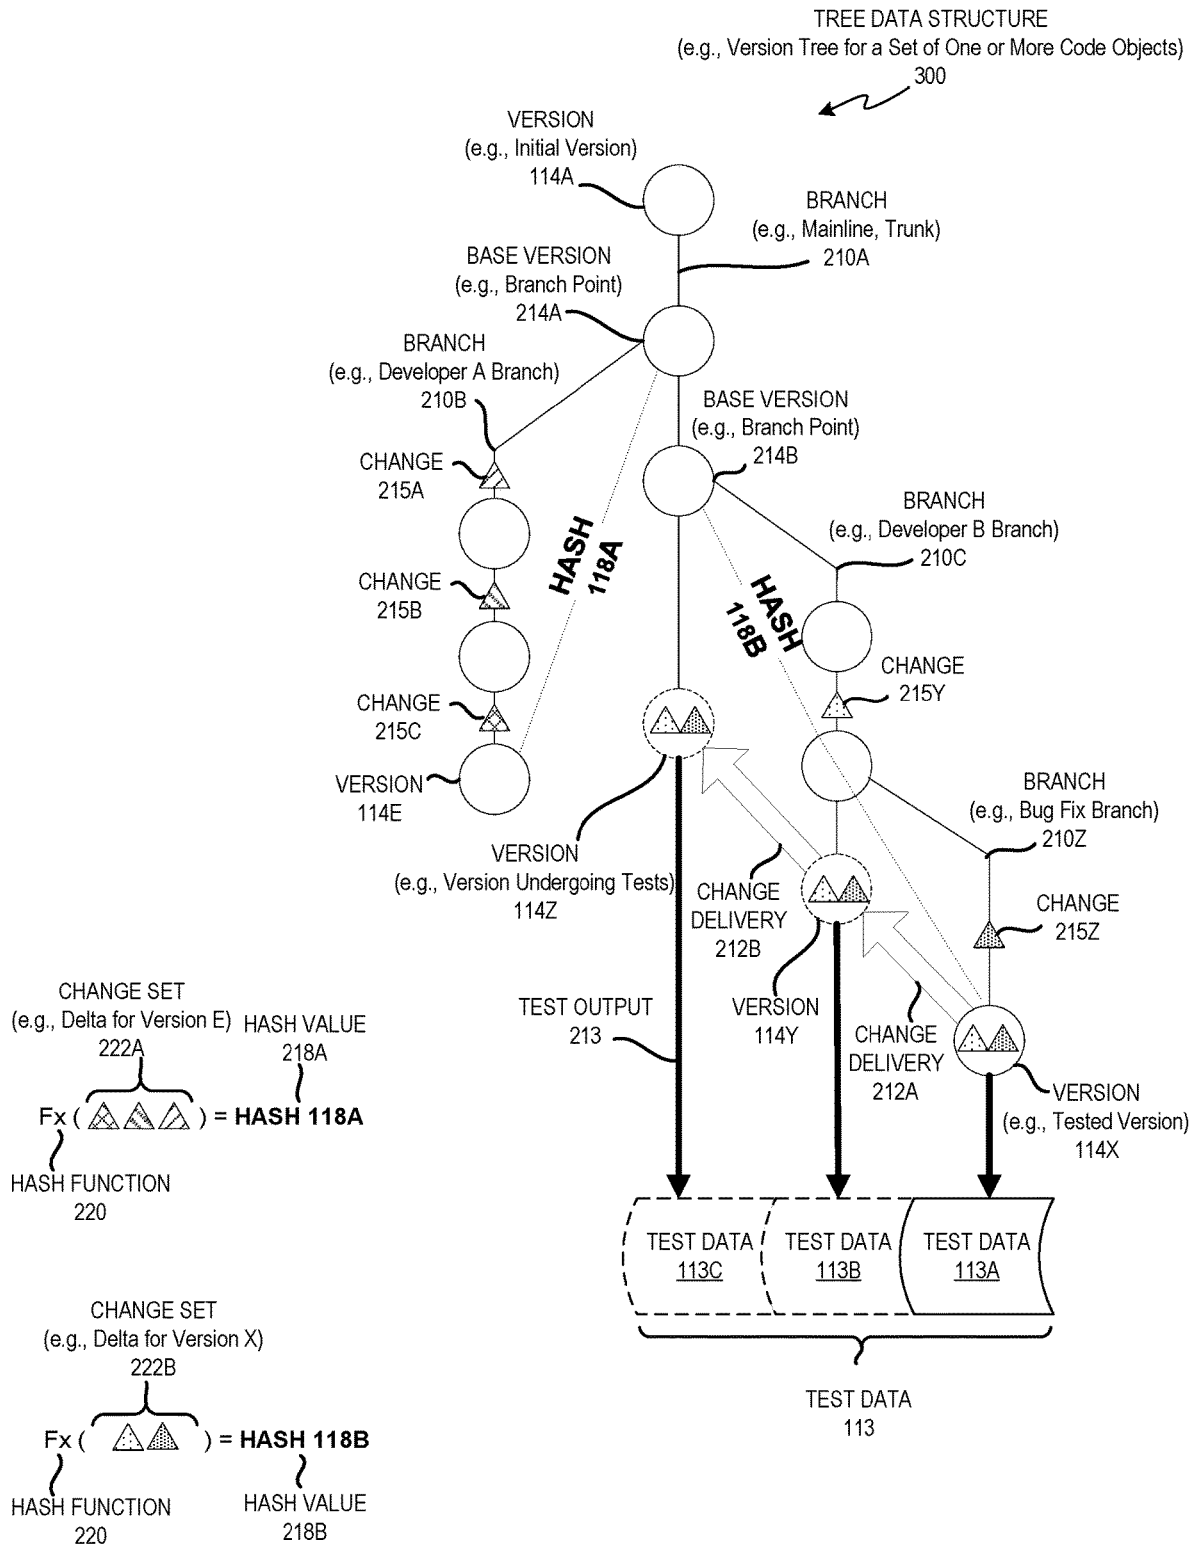 TREE DATA STRUCTURE
(e.g., Version Tree for a Set of One or More Code Objects)
300
VERSION
(e.g., Initial Version)
114A
BRANCH
(e.g., Mainline, Trunk)
210A
BASE VERSION
(e.g., Branch Point)
214A
BRANCH
(e.g., Developer A Branch)
210B
BASE VERSION
(e.g., Branch Point)
214B
CHANGE
215A
BRANCH
(e.g., Developer B Branch)
210C
HASH
118A
CHANGE
215B
HASH
118B
CHANGE
215Y
CHANGE
215C
VERSION
114E
BRANCH
(e.g., Bug Fix Branch)
210Z
VERSION
(e.g., Version Undergoing Tests)
114Z
CHANGE
DELIVERY
212B
CHANGE
215Z
CHANGE SET
(e.g., Delta for Version E)
222A
HASH VALUE
218A
TEST OUTPUT
213
VERSION
114Y
CHANGE
DELIVERY
212A
Fx ( ) = HASH 118A
VERSION
(e.g., Tested Version)
114X
HASH FUNCTION
220
TEST DATA
113C
TEST DATA
113B
TEST DATA
113A
CHANGE SET
(e.g., Delta for Version X)
222B
TEST DATA
113
Fx ( ) = HASH 118B
HASH FUNCTION
220
HASH VALUE
218B